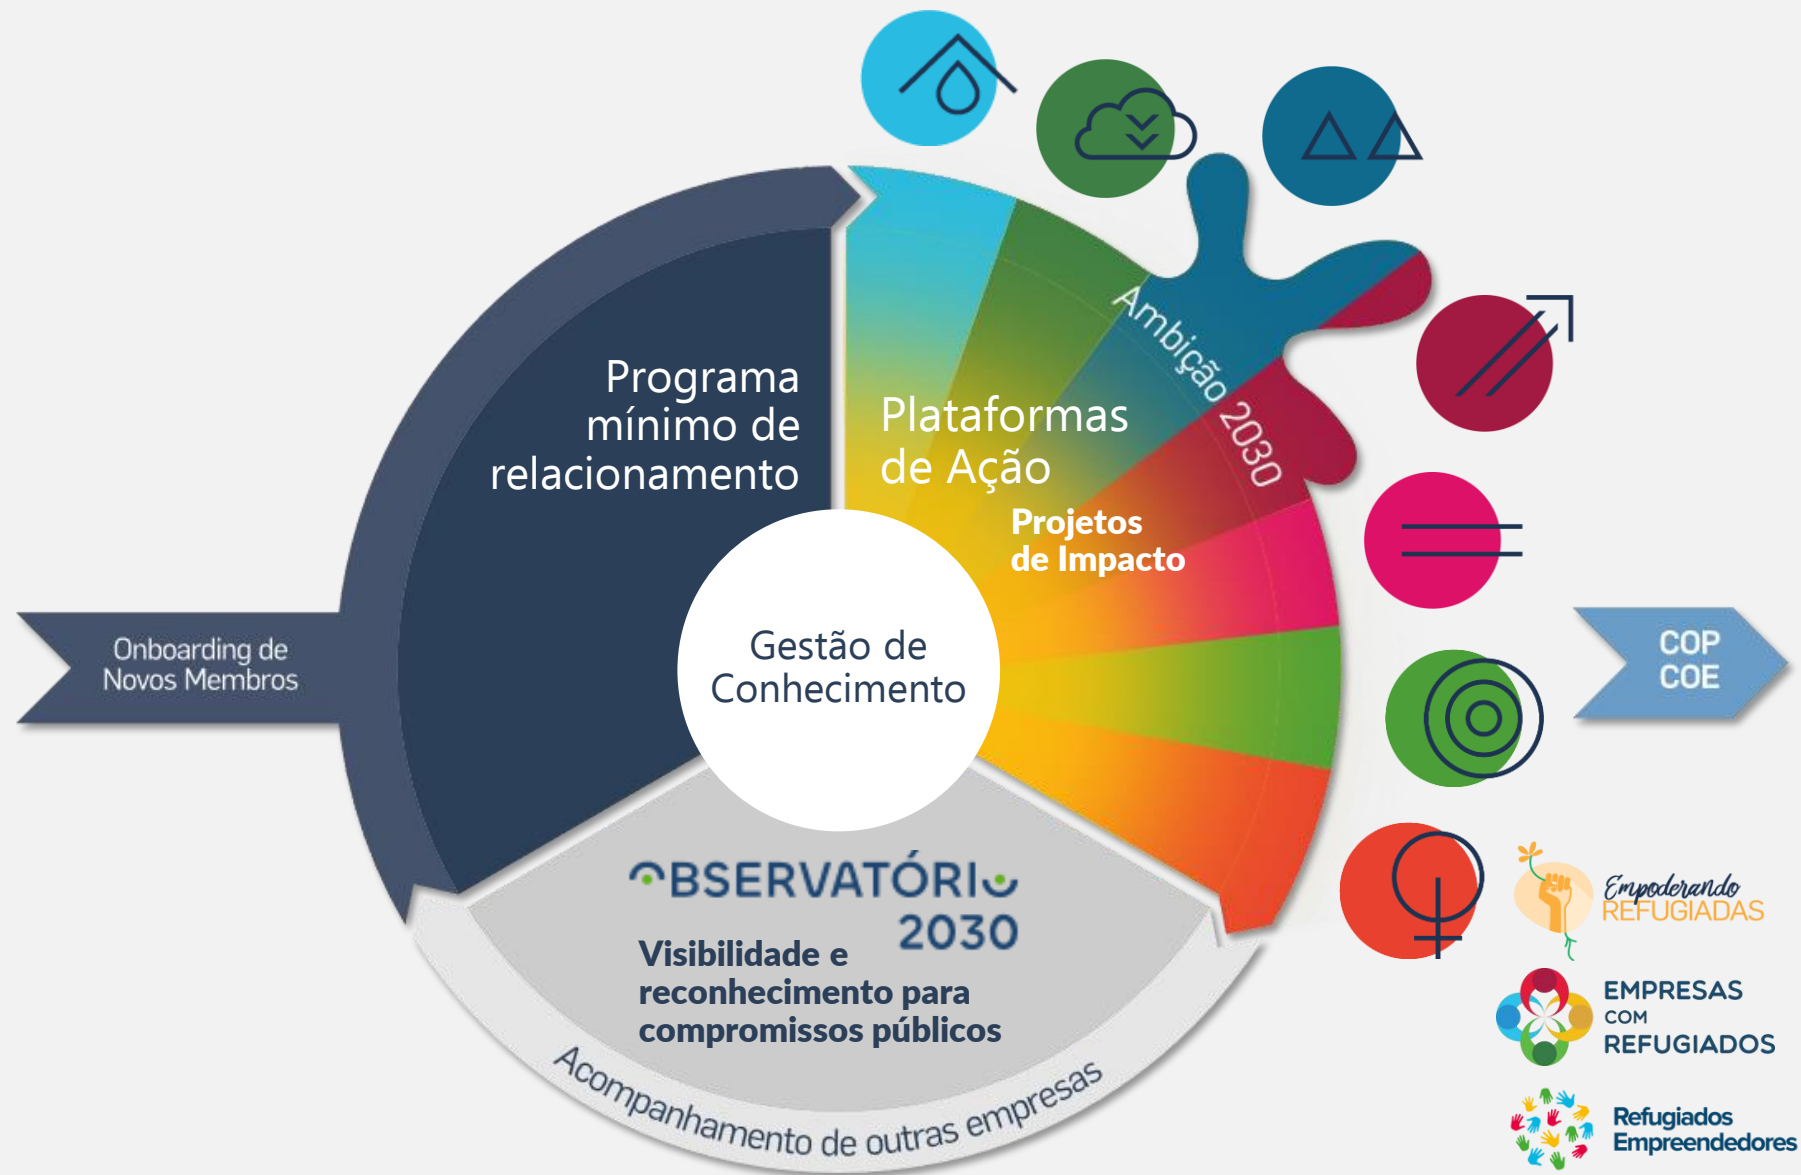 Programa
mínimo de
relacionamento
Plataformas
de Ação
Projetos
de Impacto
Ambição 2030
Onboarding de
Novos Membros
Gestão de
Conhecimento
COP
COE
OBSERVATÓRIO
2030
Visibilidade e
reconhecimento para
compromissos públicos
Acompanhamento de outras empresas
Empoderando
REFUGIADAS
EMPRESAS
COM
REFUGIADOS
Refugiados
Empreendedores